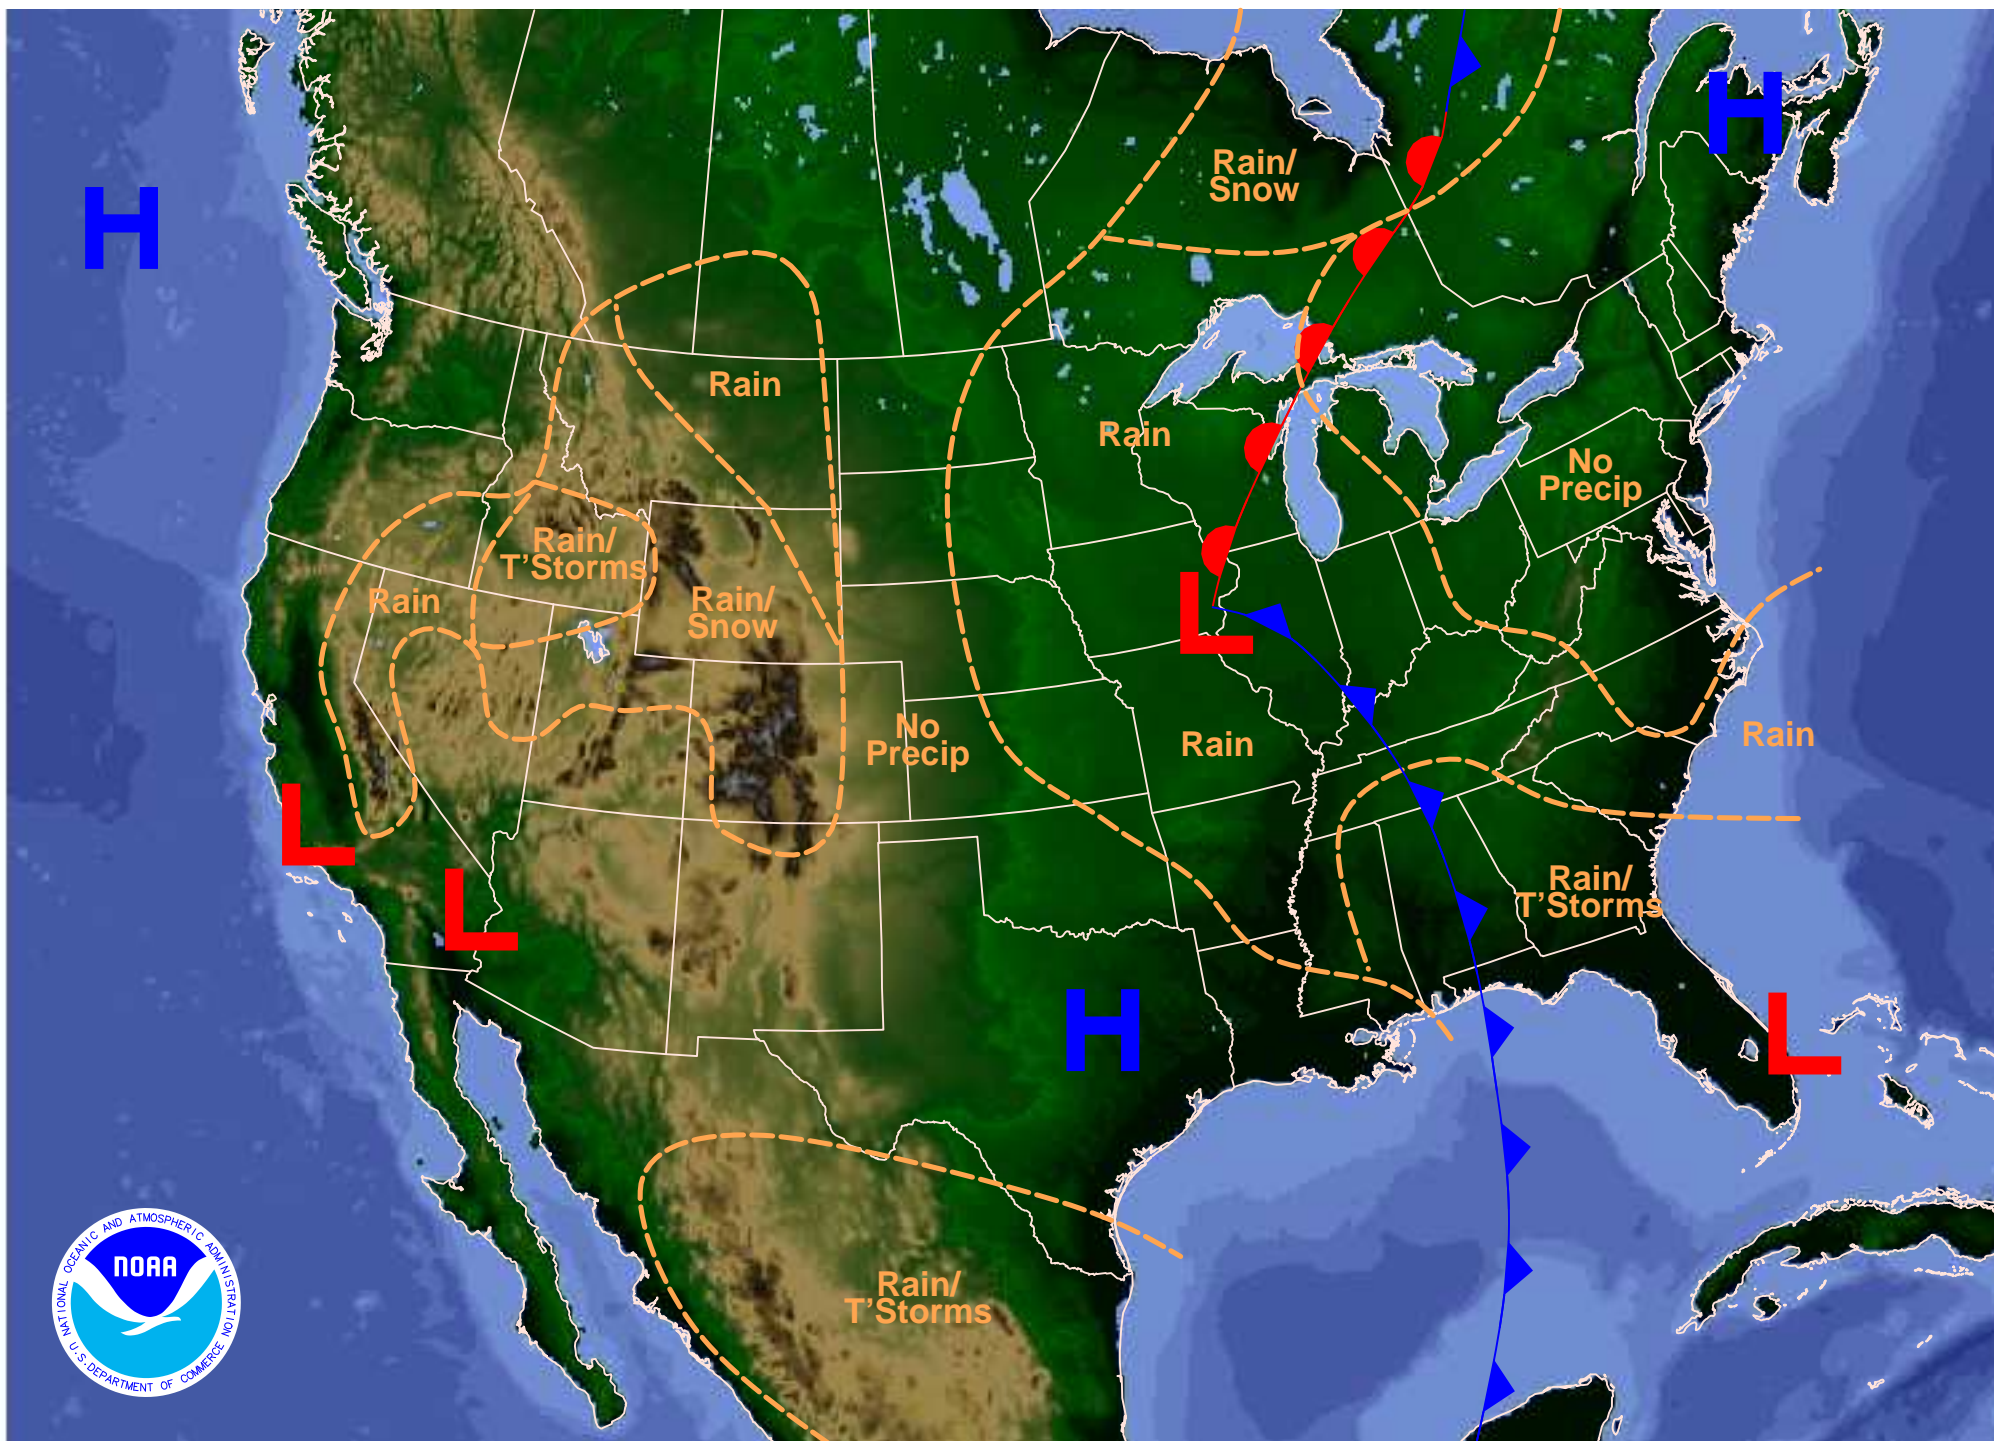 H
H
Rain/
Snow
Rain
Rain
No
Precip
Rain/
T'Storms
Rain
Rain/
Snow
L
No
Precip
Rain
Rain
L
L
Rain/
T'Storms
H
L
Rain/
T'Storms
NATIONAL OCEANIC AND ATMOSPHERIC ADMINISTRATION
NOAA
U.S. DEPARTMENT OF COMMERCE